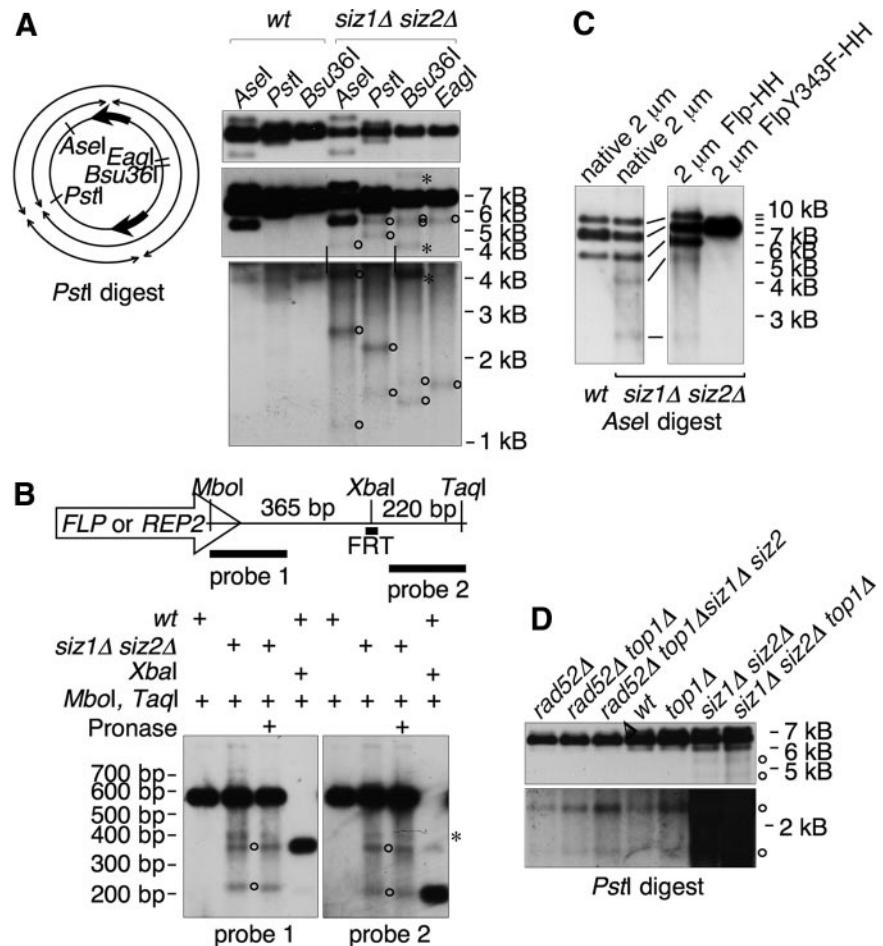 A
wt siz1Δ siz2Δ
AseI PstI Bsu36I AseI PstI Bsu36I EagI
AseI
EagI
Bsu36I
PstI
PstI digest
*
7 kB
6 kB
5 kB
4 kB
*
4 kB
*
3 kB
2 kB
1 kB
B
MboI XbaI TaqI
365 bp 220 bp
FLP or REP2
FRT
probe 1 probe 2
wt + + + +
siz1Δ siz2Δ + + + +
XbaI + +
MboI, TaqI + + + + + + + +
Pronase + +
700 bp
600 bp
500 bp
400 bp
*
300 bp
200 bp
probe 1 probe 2
C
native 2 μm native 2 μm 2 μm Flp-HH 2 μm FlpY343F-HH
10 kB
7 kB
6 kB
5 kB
4 kB
3 kB
wt siz1Δ siz2Δ
AseI digest
D
rad52Δ rad52Δ top1Δ rad52Δ top1Δsiz1Δ siz2 Δ wt top1Δ siz1Δ siz2Δ siz1Δ siz2Δ top1Δ
7 kB
6 kB
5 kB
2 kB
PstI digest